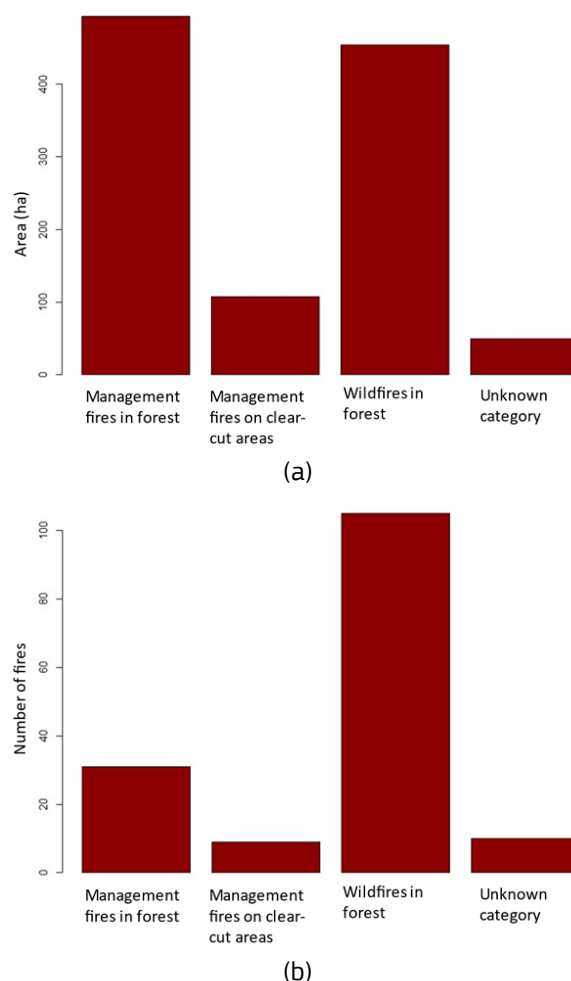 400
300
200
100
0
Area (ha)
Management
fires in forest
Management
fires on clear-
cut areas
Wildfires in
forest
Unknown
category
(a)
100
80
60
40
20
0
Number of fires
Management
fires in forest
Management
fires on clear-
cut areas
Wildfires in
forest
Unknown
category
(b)